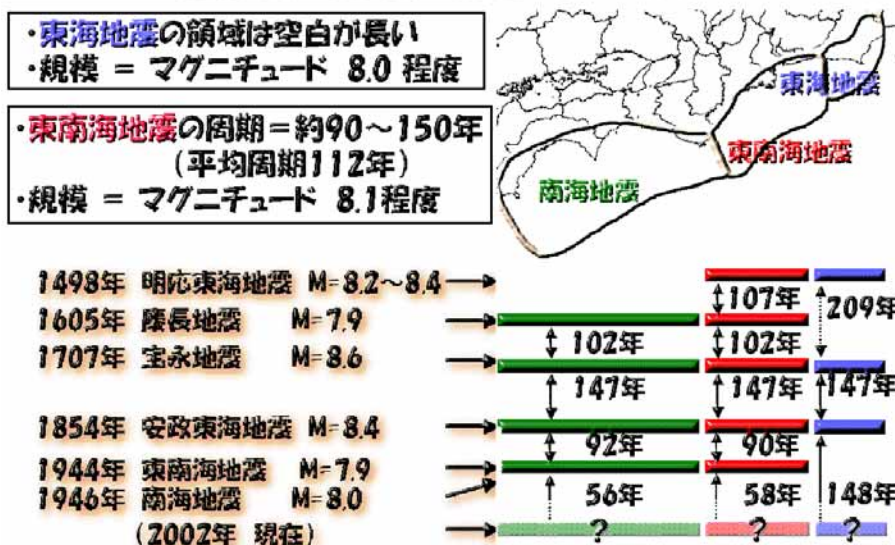 ・東海地震の領域は空白が長い
・規模 = マグニチュード 8.0 程度
・東南海地震の周期=約90~150年
(平均周期112年)
・規模 = マグニチュード 8.1程度
東海地震
東南海地震
南海地震
1498年 明応東海地震 M=8.2~8.4
107年
209年
1605年 慶長地震 M=7.9
102年 102年
1707年 宝永地震 M=8.6
147年 147年 147年
1854年 安政東海地震 M=8.4
92年 90年
1944年 東南海地震 M=7.9
1946年 南海地震 M=8.0
56年 58年 148年
(2002年 現在)
? ? ?